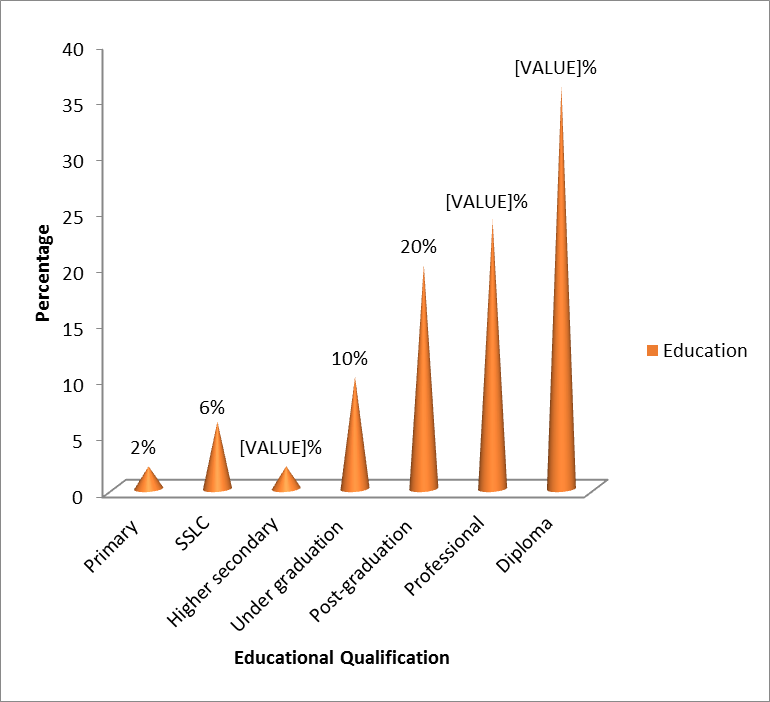 40
35
30
25
20
15
10
5
0
Percentage
2%
6%
[VALUE]%
10%
20%
[VALUE]%
[VALUE]%
Primary
SSLC
Higher secondary
Under graduation
Post-graduation
Professional
Diploma
Educational Qualification
Education